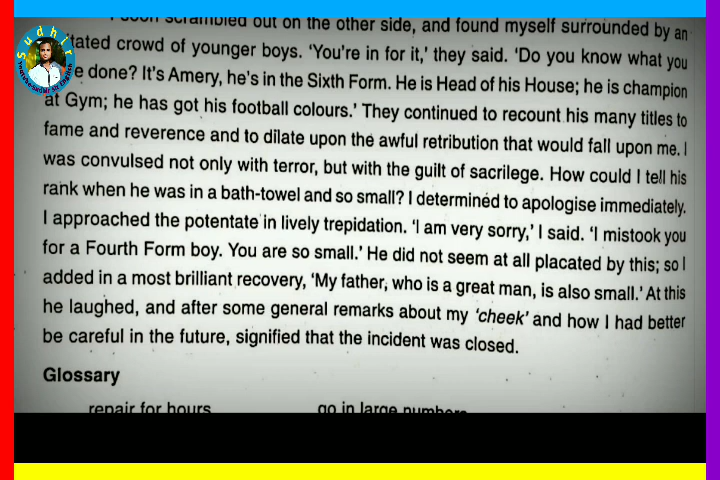 Sudhir
soon scrambled out on the other side, and found myself surrounded by an
tated crowd of younger boys. ‘You're in for it,’ they said. ‘Do you know what you
e done? It's Amery, he's in the Sixth Form. He is Head of his House; he is champion
at Gym; he has got his football colours.’ They continued to recount his many titles to
fame and reverence and to dilate upon the awful retribution that would fall upon me. I
was convulsed not only with terror, but with the guilt of sacrilege. How could I tell his
rank when he was in a bath-towel and so small? I determined to apologise immediately.
I approached the potentate in lively trepidation. ‘I am very sorry,’ I said. ‘I mistook you
for a Fourth Form boy. You are so small.’ He did not seem at all placated by this; so I
added in a most brilliant recovery, ‘My father, who is a great man, is also small.’ At this
he laughed, and after some general remarks about my ‘cheek’ and how I had better
be careful in the future, signified that the incident was closed.
Glossary
repair for hours go in large numbers